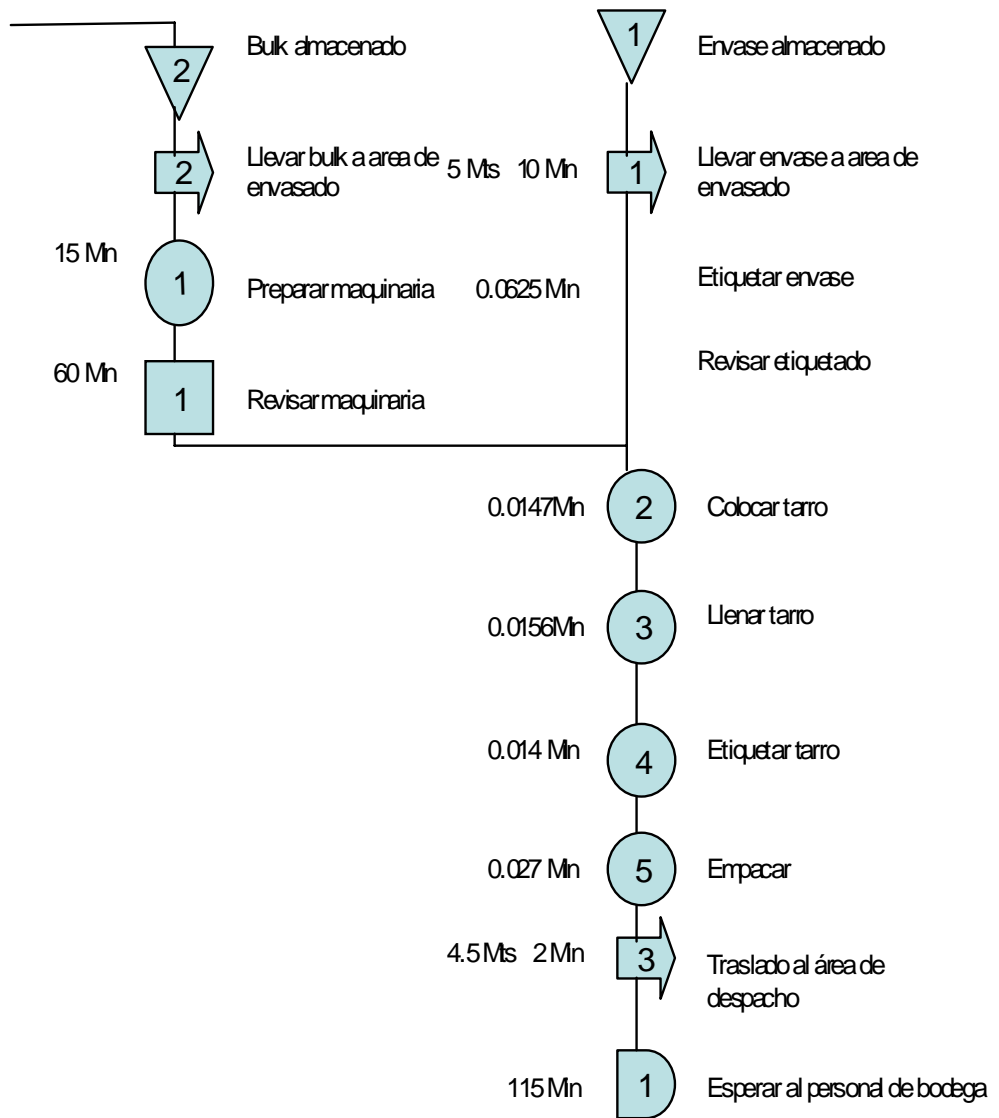 2
Bulk almacenado
1
Envase almacenado
2
Llevar bulk a area de
envasado
5 Mts 10 Min
1
Llevar envase a area de
envasado
15 Min
1
Preparar maquinaria
0.0625 Min
Etiquetar envase
60 Min
1
Revisar maquinaria
Revisar etiquetado
0.0147Min
2
Colocar tarro
0.0156Min
3
Llenar tarro
0.014 Min
4
Etiquetar tarro
0.027 Min
5
Empacar
4.5 Mts 2 Min
3
Traslado al área de
despacho
115 Min
1
Esperar al personal de bodega